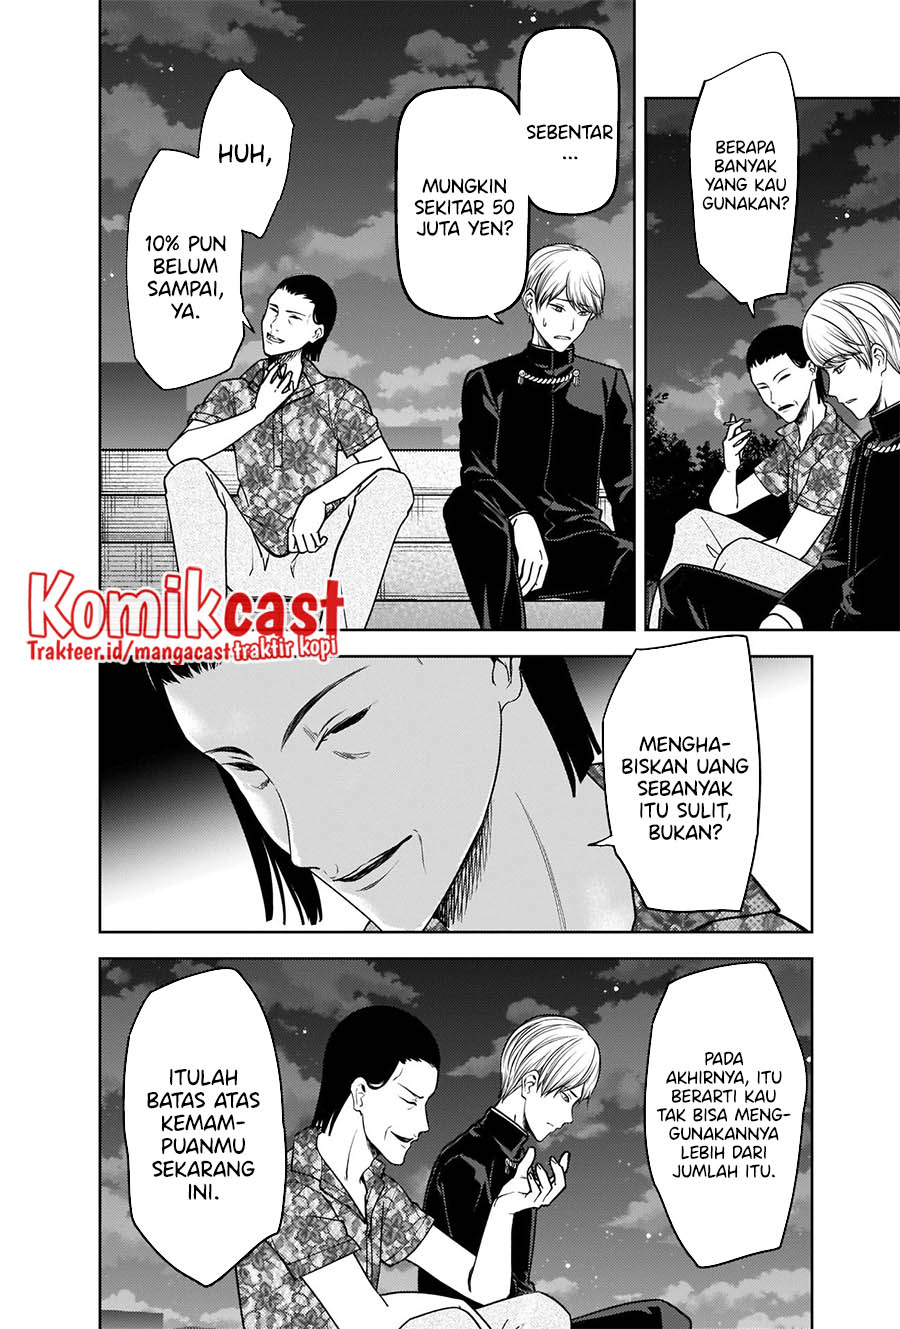 BERAPA
BANYAK
YANG KAU
GUNAKAN?
SEBENTAR
...
MUNGKIN
SEKITAR 50
JUTA YEN?
HUH,
10% PUN
BELUM
SAMPAI,
YA.
Komikcast
Trakteer.id/mangacast traktir kopi
MENGHA-
BISKAN UANG
SEBANYAK
ITU SULIT,
BUKAN?
PADA
AKHIRNYA, ITU
BERARTI KAU
TAK BISA MENG-
GUNAKANNYA
LEBIH DARI
JUMLAH ITU.
ITULAH
BATAS ATAS
KEMAM-
PUANMU
SEKARANG
INI.